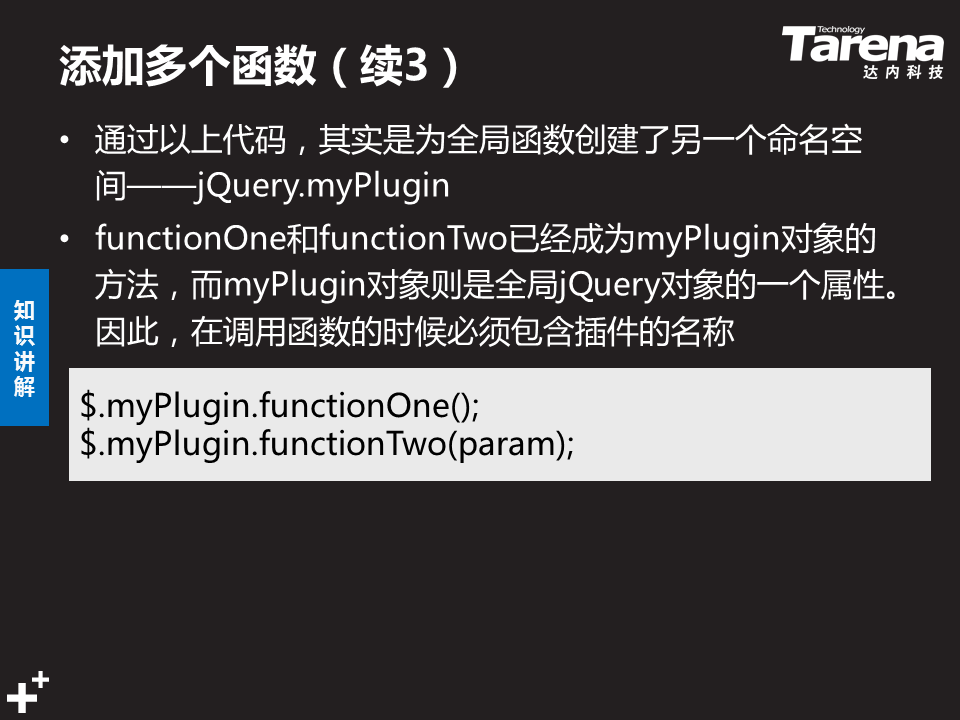 添加多个函数（续3）
Technology
Tarena
达内科技
• 通过以上代码，其实是为全局函数创建了另一个命名空
间——jQuery.myPlugin
• functionOne和functionTwo已经成为myPlugin对象的
方法，而myPlugin对象则是全局jQuery对象的一个属性。
因此，在调用函数的时候必须包含插件的名称
知
识
讲
解
$.myPlugin.functionOne();
$.myPlugin.functionTwo(param);